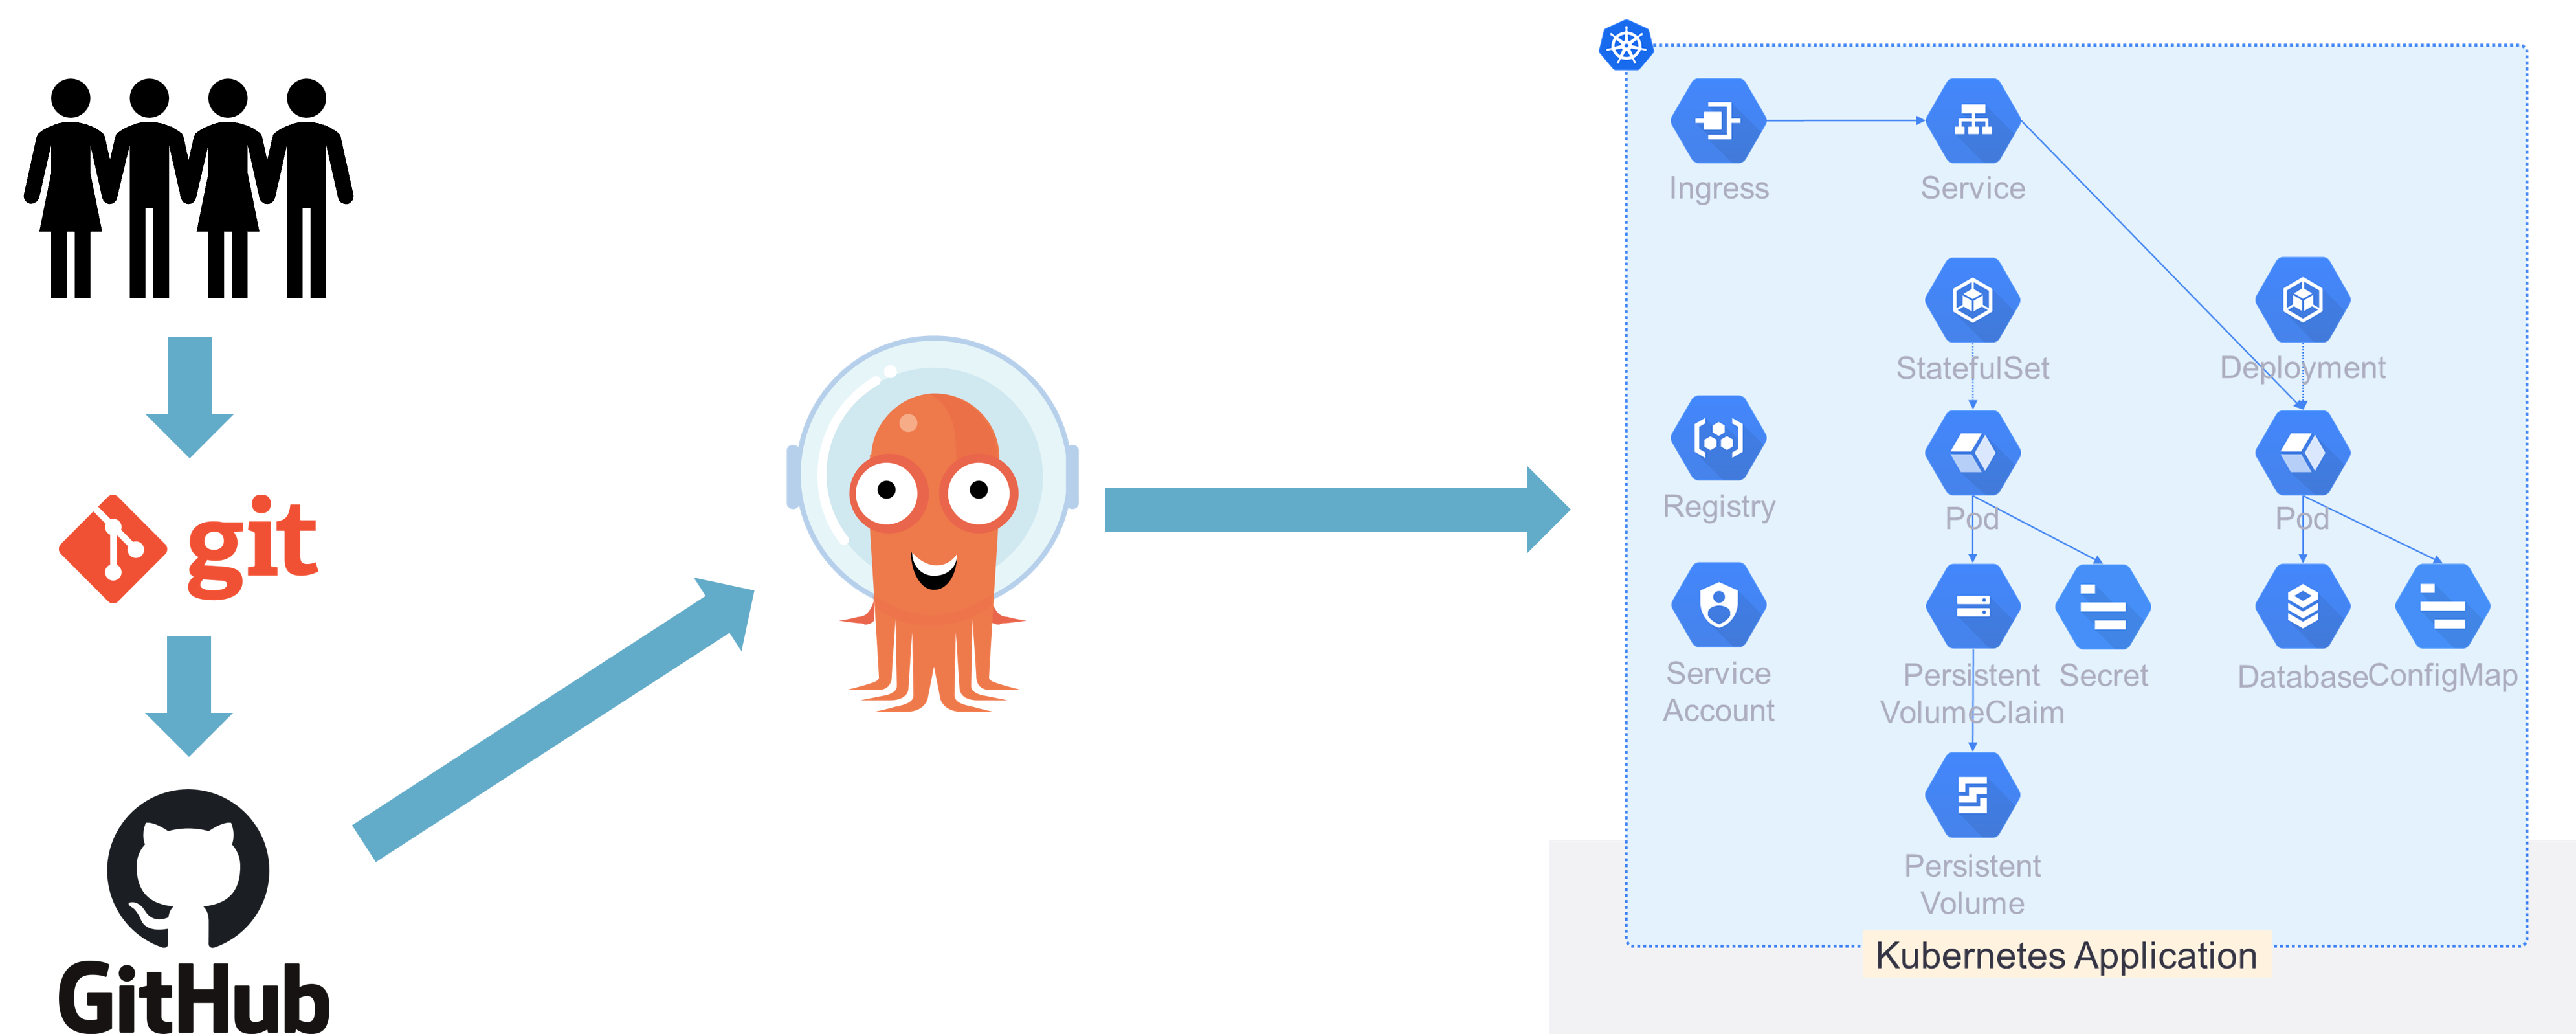 git
GitHub
Ingress
Service
StatefulSet
Deployment
Registry
Pod
Pod
Service
Account
Persistent
VolumeClaim
Secret
Database
ConfigMap
Persistent
Volume
Kubernetes Application